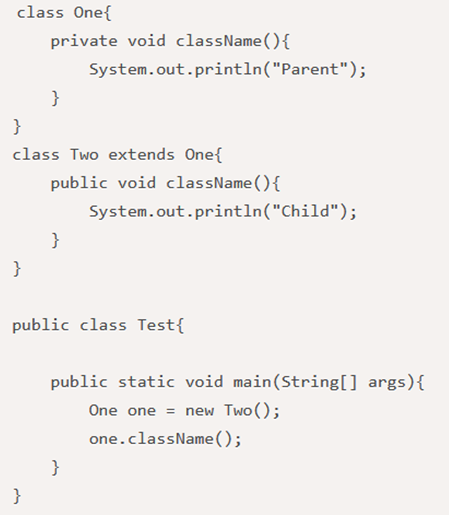 class One{
    private void className(){
        System.out.println("Parent");
    }
}
class Two extends One{
    public void className(){
        System.out.println("Child");
    }
}

public class Test{

    public static void main(String[] args){
        One one = new Two();
        one.className();
    }
}